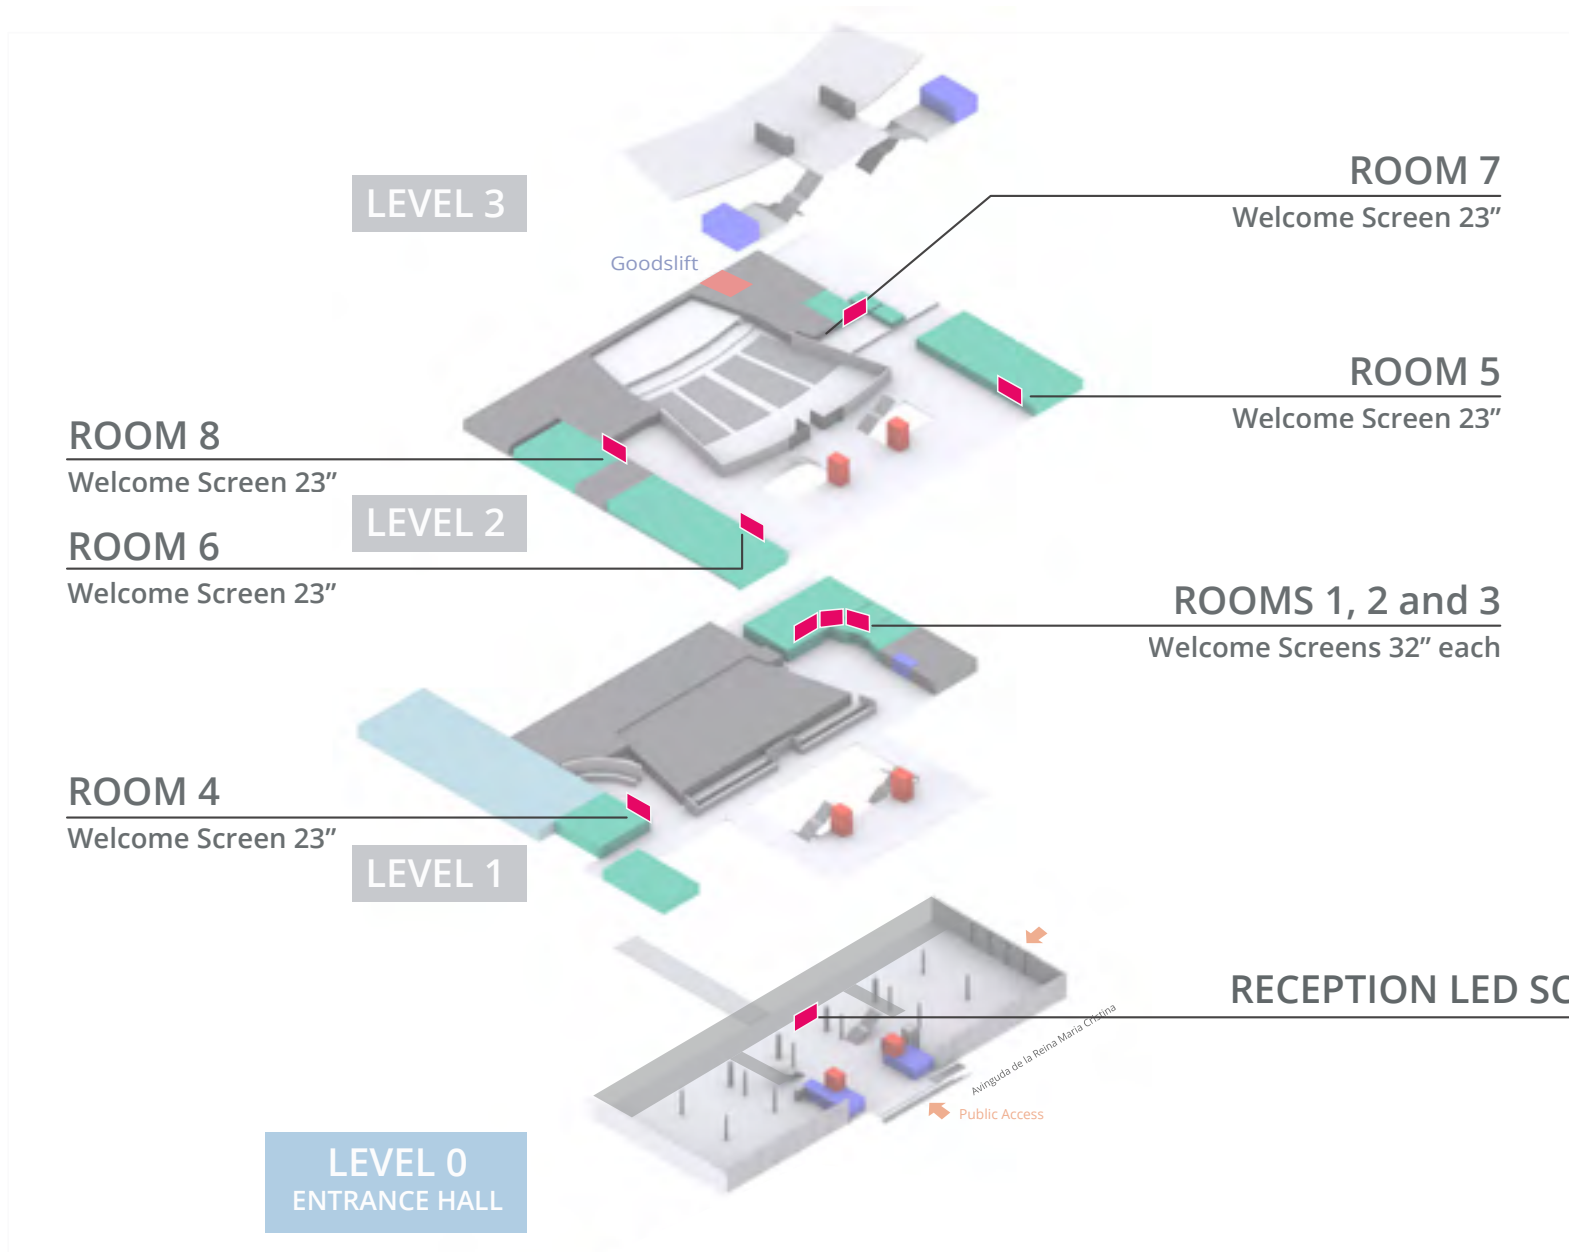 LEVEL 3
ROOM 7
Welcome Screen 23”
Goodslift
ROOM 5
Welcome Screen 23”
ROOM 8
Welcome Screen 23”
LEVEL 2
ROOM 6
Welcome Screen 23”
ROOMS 1, 2 and 3
Welcome Screens 32” each
ROOM 4
Welcome Screen 23”
LEVEL 1
RECEPTION LED
Avinguda de la Reina Maria Cristina
Public Access
LEVEL 0
ENTRANCE HALL